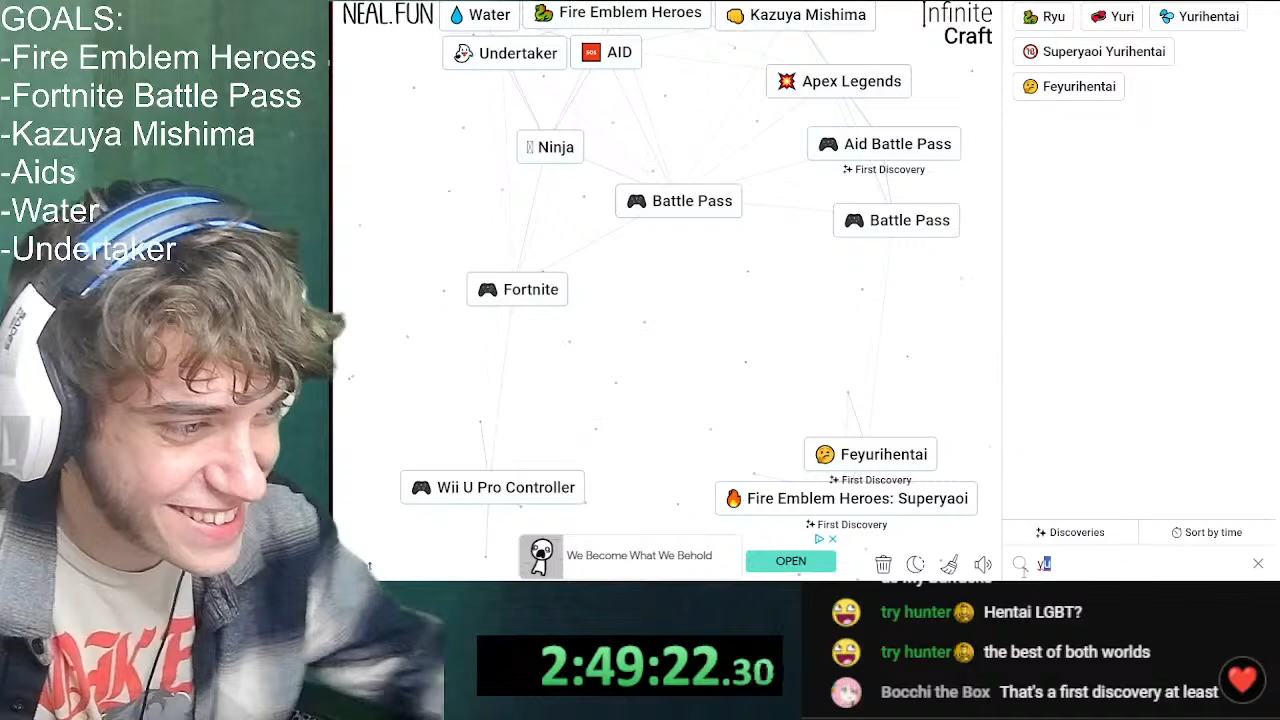 GOALS:
-Fire Emblem Heroes
-Fortnite Battle Pass
-Kazuya Mishima
-Aids
-Water
-Undertaker
NEAL.FUN
Water
Fire Emblem Heroes
Kazuya Mishima
Infinite
Craft
Undertaker
SOS
AID
Apex Legends
Ninja
Aid Battle Pass
First Discovery
Battle Pass
Battle Pass
Fortnite
Feyurihentai
First Discovery
Wii U Pro Controller
Fire Emblem Heroes: Superyaoi
First Discovery
We Become What We Behold
OPEN
Ryu
Yuri
Yurihentai
Superyaoi Yurihentai
Feyurihentai
Discoveries
Sort by time
yu
2:49:22.30
try hunter Hentai LGBT?
try hunter the best of both worlds
Bocchi the Box That's a first discovery at least